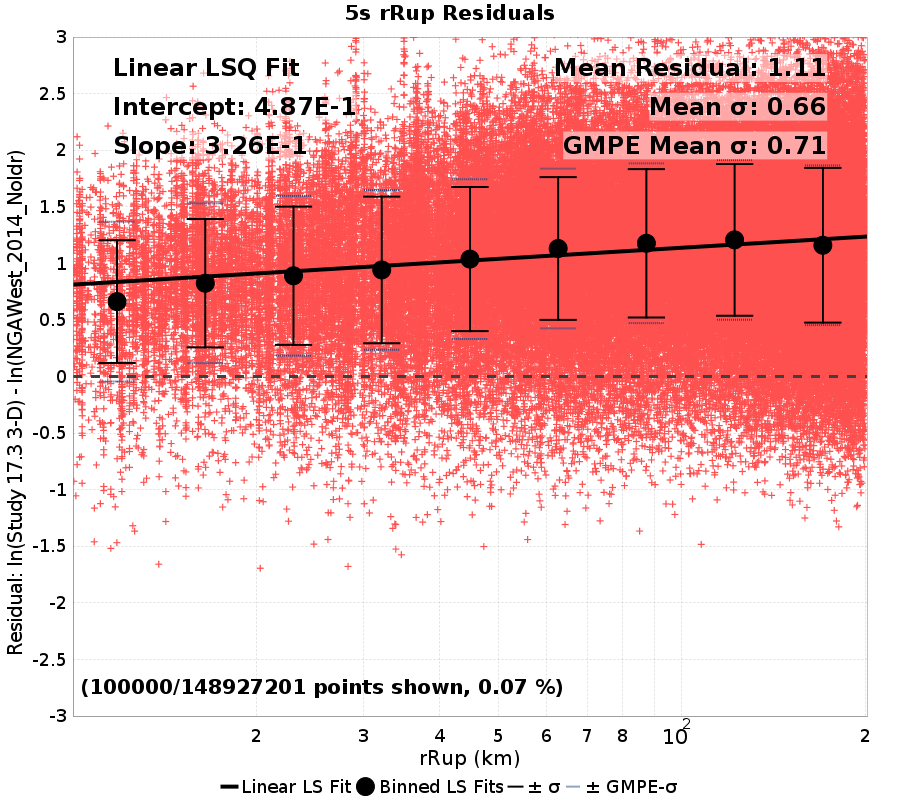 5s rRup Residuals
Linear LSQ Fit
Intercept: 4.87E-1
Slope: 3.26E-1
Mean Residual: 1.11
Mean σ: 0.66
GMPE Mean σ: 0.71
Residual: ln(Study 17.3 3-D) - ln(NGAWest_2014_NoIdr)
3
2.5
2
1.5
1
0.5
0
-0.5
-1
-1.5
-2
-2.5
-3
(100000/148927201 points shown, 0.07 %)
2 3 4 5 6 7 8 10² 2
rRup (km)
Linear LS Fit Binned LS Fits ± σ ± GMPE-σ